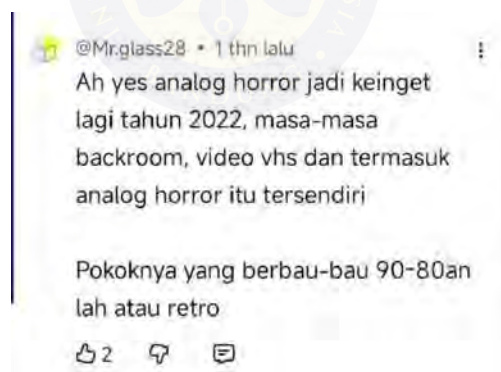 @Mr.glass28 • 1 thn lalu
Ah yes analog horror jadi keinget
lagi tahun 2022, masa-masa
backroom, video vhs dan termasuk
analog horror itu tersendiri
Pokoknya yang berbau-bau 90-80an
lah atau retro
2